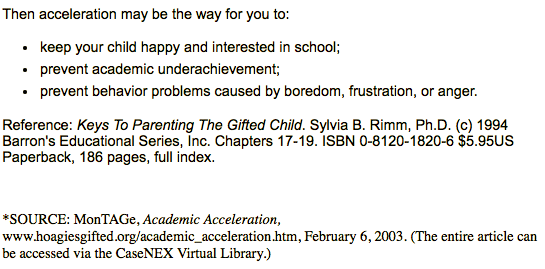 Then acceleration may be the way for you to:
• keep your child happy and interested in school;
• prevent academic underachievement;
• prevent behavior problems caused by boredom, frustration, or anger.
Reference: Keys To Parenting The Gifted Child. Sylvia B. Rimm, Ph.D. (c) 1994
Barron's Educational Series, Inc. Chapters 17-19. ISBN 0-8120-1820-6 $5.95US
Paperback, 186 pages, full index.
*SOURCE: MonTAGe, Academic Acceleration,
www.hoagiesgifted.org/academic_acceleration.htm, February 6, 2003. (The entire article can
be accessed via the CaseNEX Virtual Library.)